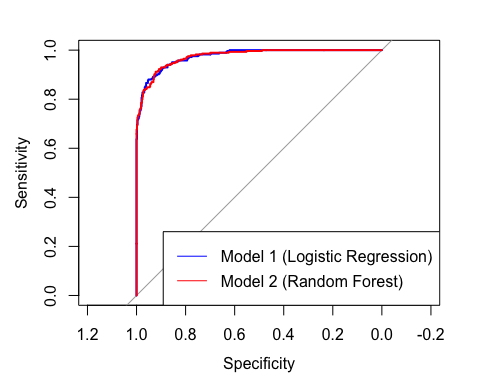 Sensitivity
1.0
0.8
0.6
0.4
0.2
0.0
Model 1 (Logistic Regression)
Model 2 (Random Forest)
1.2 1.0 0.8 0.6 0.4 0.2 0.0 -0.2
Specificity